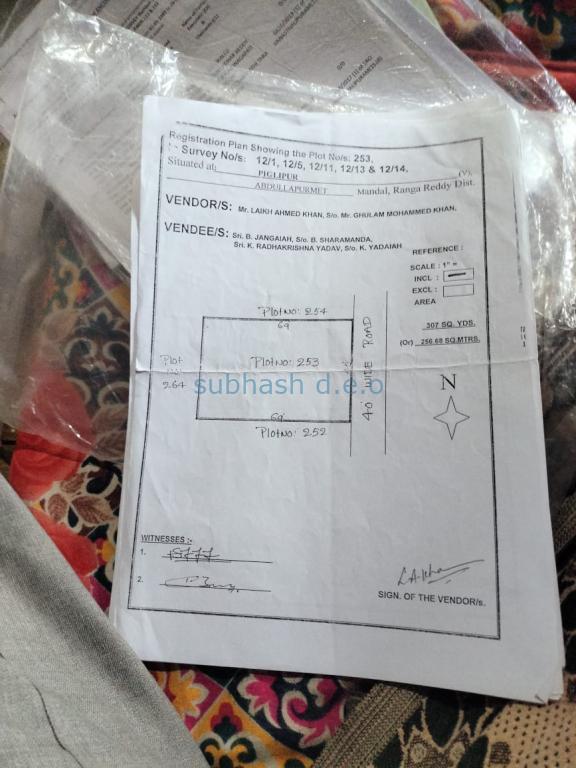 Registration Plan Showing the Plot No/s: 253,
Survey No/s: 12/1, 12/5, 12/11, 12/13 & 12/14,
Situated at, PIGLIPUR (V),
ABDULLAPURMET Mandal, Ranga Reddy Dist.
VENDOR/S: Mr. LAIKH AHMED KHAN, S/o. Mr. GHULAM MOHAMMED KHAN,
VENDEE/S: Sri. B. JANGAIAH, S/o. B. SHARAMANDA,
Sri. K. RADHAKRISHNA YADAV, S/o. K. YADAIAH
REFERENCE :
SCALE : 1" =
INCL :
EXCL :
AREA
307 SQ. YDS.
(Or) 256.68 SQ.MTRS.
Plot No: 254
69
Plot
264
Plot No: 253
40' WIDE ROAD
69'
Plot No: 252
N
subhash d.e.o
WITNESSES :-
1.
2.
L.A.Khan
SIGN. OF THE VENDOR/s.